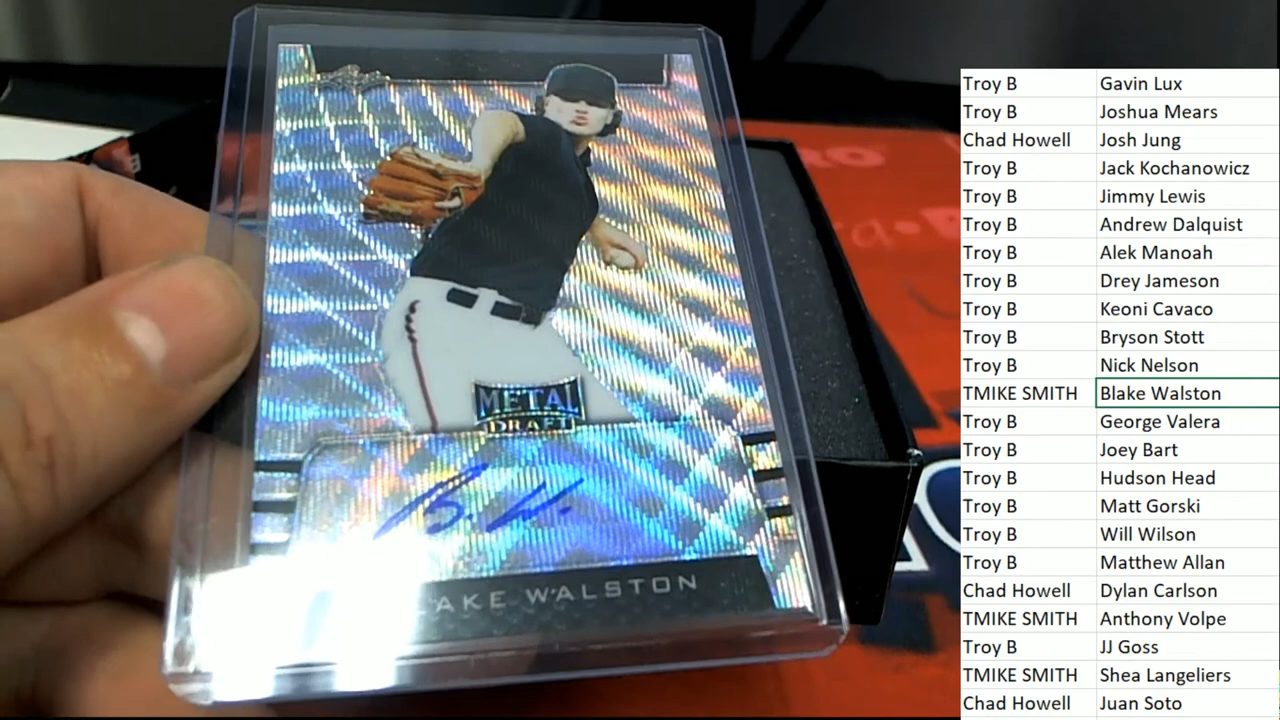 METAL
DRAFT
B. W.
LAKE WALSTON
Troy B Gavin Lux
Troy B Joshua Mears
Chad Howell Josh Jung
Troy B Jack Kochanowicz
Troy B Jimmy Lewis
Troy B Andrew Dalquist
Troy B Alek Manoah
Troy B Drey Jameson
Troy B Keoni Cavaco
Troy B Bryson Stott
Troy B Nick Nelson
TMIKE SMITH Blake Walston
Troy B George Valera
Troy B Joey Bart
Troy B Hudson Head
Troy B Matt Gorski
Troy B Will Wilson
Troy B Matthew Allan
Chad Howell Dylan Carlson
TMIKE SMITH Anthony Volpe
Troy B JJ Goss
TMIKE SMITH Shea Langeliers
Chad Howell Juan Soto